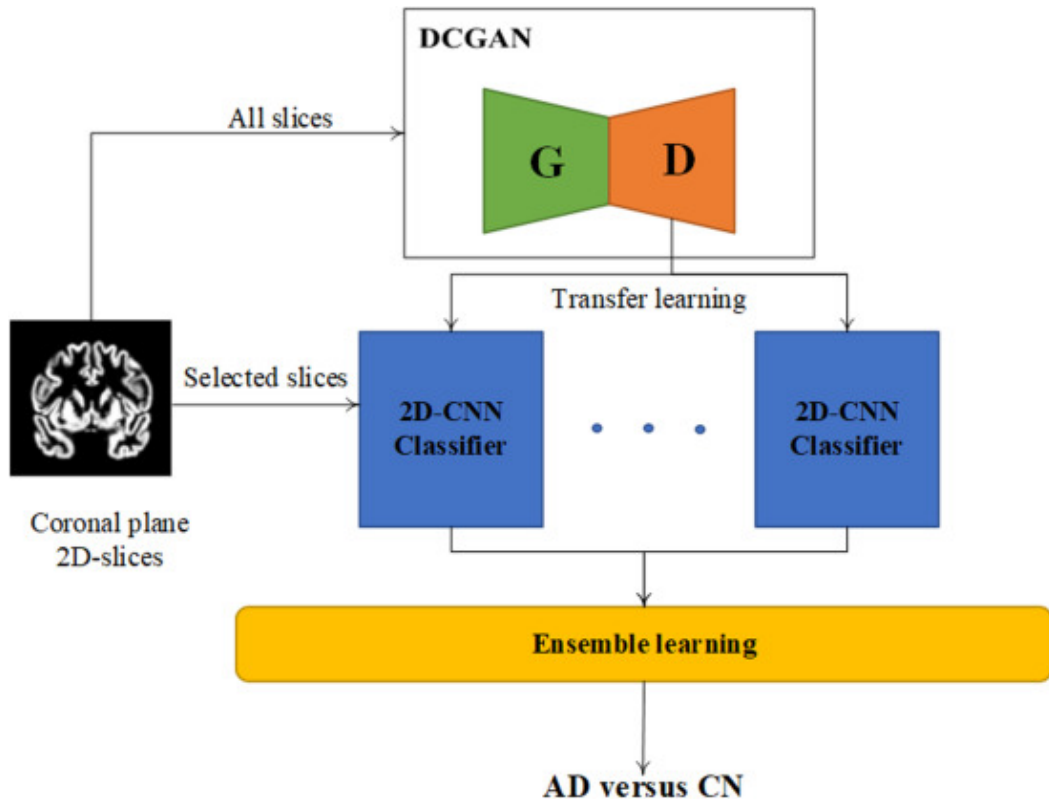 DCGAN
All slices
G
D
Transfer learning
Selected slices
2D-CNN
Classifier
2D-CNN
Classifier
Coronal plane
2D-slices
Ensemble learning
AD versus CN